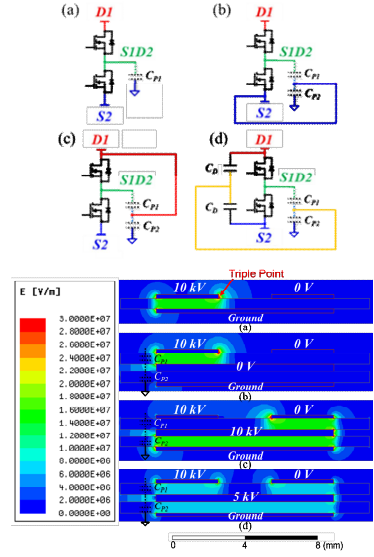 (a)
D1
S1D2
CP1
S2
(b)
D1
S1D2
CP1
CP2
S2
(c)
D1
S1D2
CP1
CP2
S2
(d)
D1
CD
S1D2
CD
CP1
CP2
S2
E [V/m]
3.0000E+07
2.8000E+07
2.6000E+07
2.4000E+07
2.2000E+07
2.0000E+07
1.8000E+07
1.6000E+07
1.4000E+07
1.2000E+07
1.0000E+07
8.0000E+06
6.0000E+06
4.0000E+06
2.0000E+06
0.0000E+00
10 kV 0 V
Triple Point
Ground
(a)
10 kV
CP1
0 V
CP2
Ground
(b)
10 kV 0 V
CP1
10 kV
CP2
Ground
(c)
10 kV 0 V
CP1
5 kV
CP2
Ground
(d)
0 4 8 (mm)